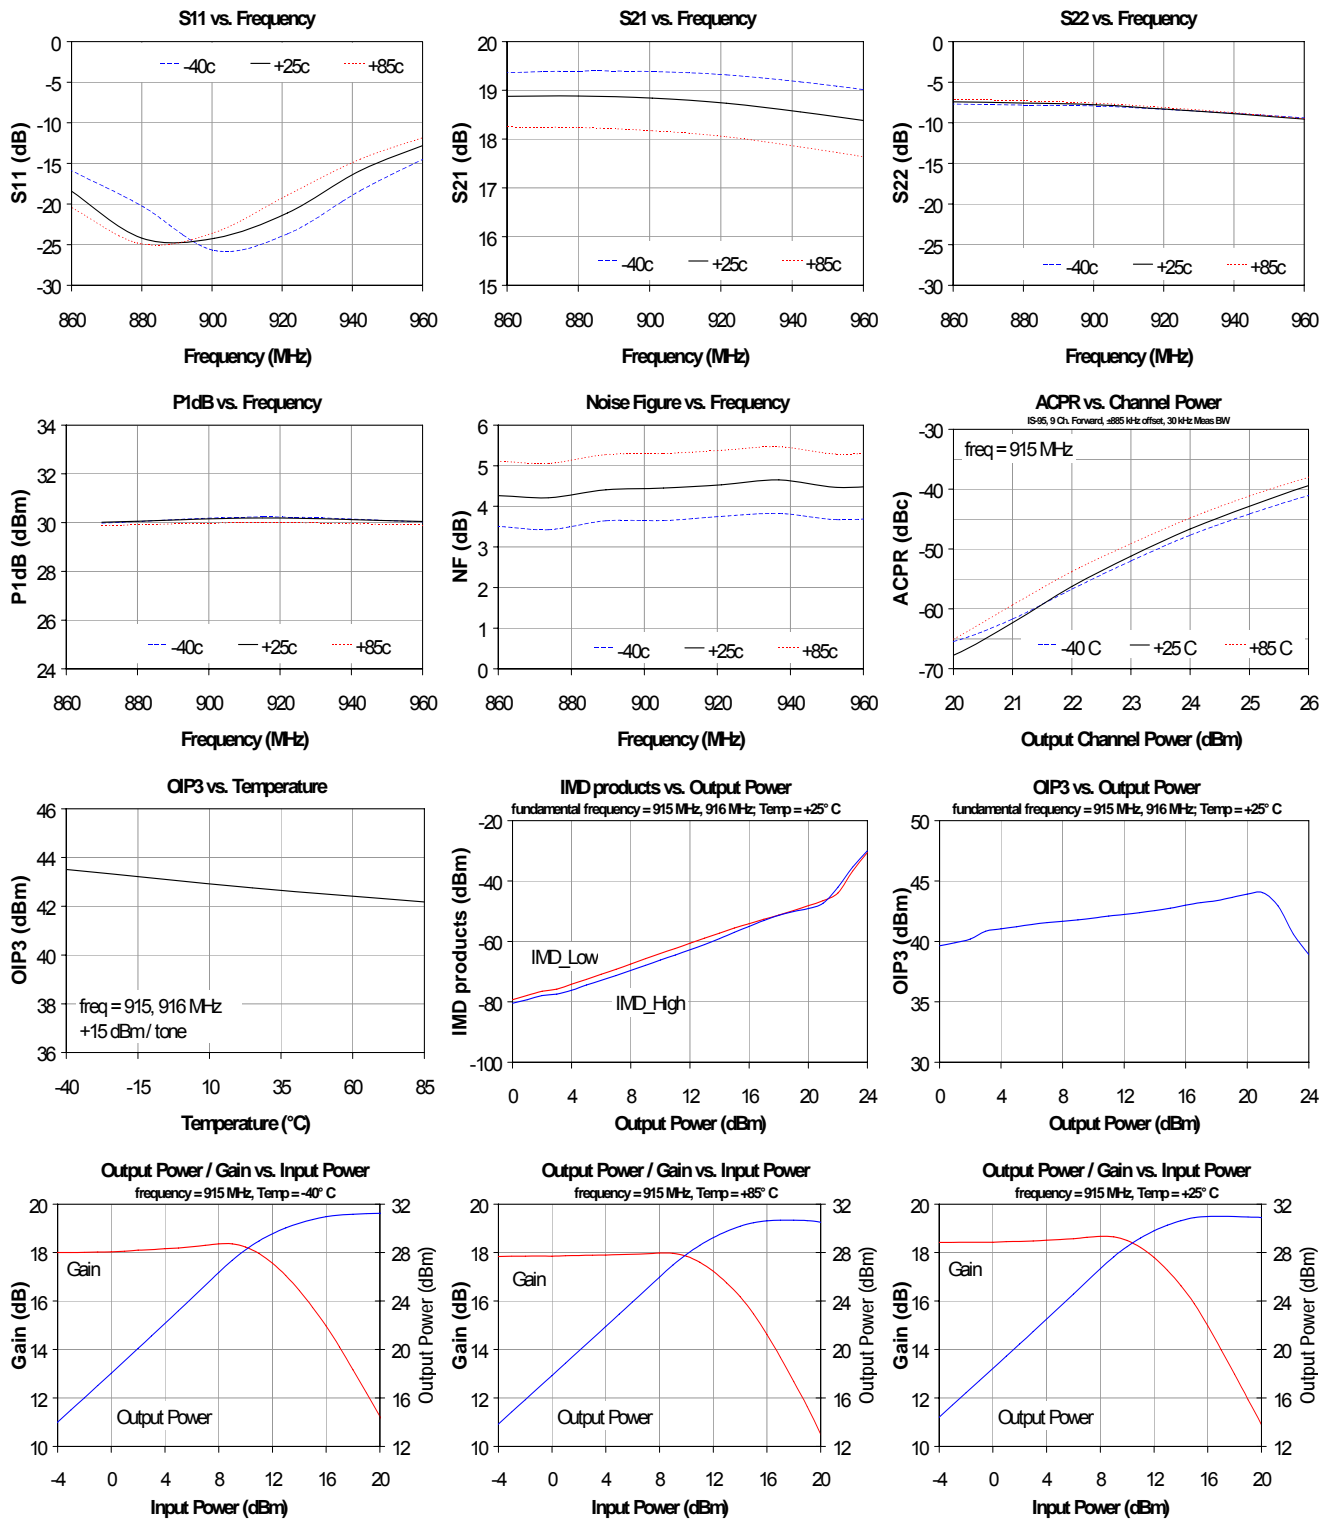 S11 vs. Frequency
0
-5
-10
-15
-20
-25
-30
S11 (dB)
-40c +25c +85c
860 880 900 920 940 960
Frequency (MHz)
S21 vs. Frequency
20
19
18
17
16
15
S21 (dB)
-40c +25c +85c
860 880 900 920 940 960
Frequency (MHz)
S22 vs. Frequency
0
-5
-10
-15
-20
-25
-30
S22 (dB)
-40c +25c +85c
860 880 900 920 940 960
Frequency (MHz)
P1dB vs. Frequency
34
32
30
28
26
24
P1dB (dBm)
-40c +25c +85c
860 880 900 920 940 960
Frequency (MHz)
Noise Figure vs. Frequency
6
5
4
3
2
1
0
NF (dB)
-40c +25c +85c
860 880 900 920 940 960
Frequency (MHz)
ACPR vs. Channel Power
IS-95, 9 Ch. Forward, ±885 kHz offset, 30 kHz Meas BW
freq = 915 MHz
-30
-40
-50
-60
-70
ACPR (dBc)
-40 C +25 C +85 C
20 21 22 23 24 25 26
Output Channel Power (dBm)
OIP3 vs. Temperature
46
44
42
40
38
36
OIP3 (dBm)
freq = 915, 916 MHz
+15 dBm / tone
-40 -15 10 35 60 85
Temperature (°C)
IMD products vs. Output Power
fundamental frequency = 915 MHz, 916 MHz; Temp = +25° C
-20
-40
-60
-80
-100
IMD products (dBm)
IMD_Low
IMD_High
0 4 8 12 16 20 24
Output Power (dBm)
OIP3 vs. Output Power
fundamental frequency = 915 MHz, 916 MHz; Temp = +25° C
50
45
40
35
30
OIP3 (dBm)
0 4 8 12 16 20 24
Output Power (dBm)
Output Power / Gain vs. Input Power
frequency = 915 MHz, Temp = -40° C
20
18
16
14
12
10
Gain (dB)
Gain
Output Power
32
28
24
20
16
12
Output Power (dBm)
-4 0 4 8 12 16 20
Input Power (dBm)
Output Power / Gain vs. Input Power
frequency = 915 MHz, Temp = +85° C
20
18
16
14
12
10
Gain (dB)
Gain
Output Power
32
28
24
20
16
12
Output Power (dBm)
-4 0 4 8 12 16 20
Input Power (dBm)
Output Power / Gain vs. Input Power
frequency = 915 MHz, Temp = +25° C
20
18
16
14
12
10
Gain (dB)
Gain
Output Power
32
28
24
20
16
12
Output Power (dBm)
-4 0 4 8 12 16 20
Input Power (dBm)